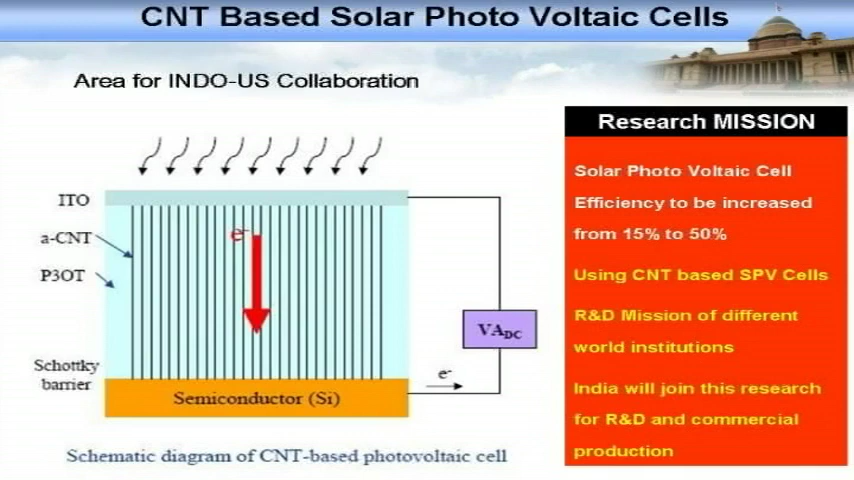 CNT Based Solar Photo Voltaic Cells
Area for INDO-US Collaboration
Research MISSION
Solar Photo Voltaic Cell
Efficiency to be increased
from 15% to 50%
Using CNT based SPV Cells
R&D Mission of different
world institutions
India will join this research
for R&D and commercial
production
ITO
a-CNT
P3OT
Schottky
barrier
e-
VADC
e-
Semiconductor (Si)
Schematic diagram of CNT-based photovoltaic cell